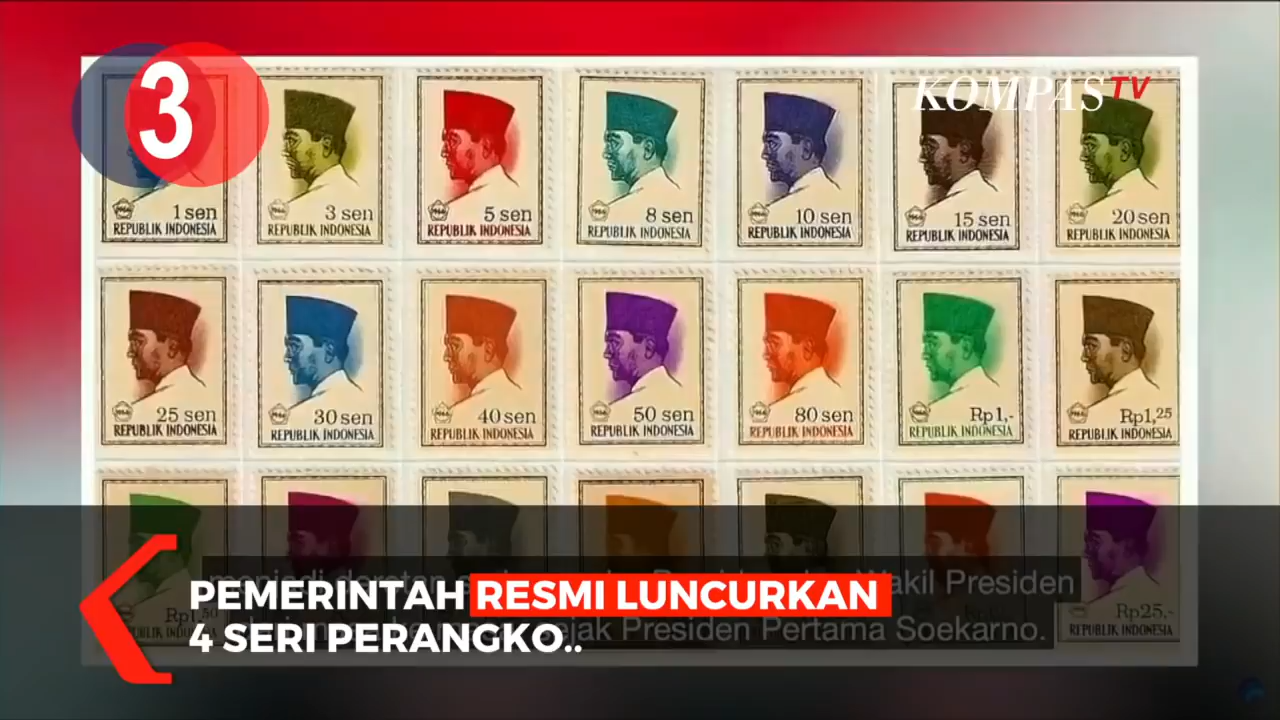 3
KOMPASTV
1 sen
REPUBLIK INDONESIA
3 sen
REPUBLIK INDONESIA
5 sen
REPUBLIK INDONESIA
8 sen
REPUBLIK INDONESIA
10 sen
REPUBLIK INDONESIA
15 sen
REPUBLIK INDONESIA
20 sen
REPUBLIK INDONESIA
25 sen
REPUBLIK INDONESIA
30 sen
REPUBLIK INDONESIA
40 sen
REPUBLIK INDONESIA
50 sen
REPUBLIK INDONESIA
80 sen
REPUBLIK INDONESIA
Rp1,-
REPUBLIK INDONESIA
Rp1,25
REPUBLIK INDONESIA
Rp1,50
Rp25,-
REPUBLIK INDONESIA
Wakil Presiden
Presiden Pertama Soekarno.
PEMERINTAH RESMI LUNCURKAN
4 SERI PERANGKO..